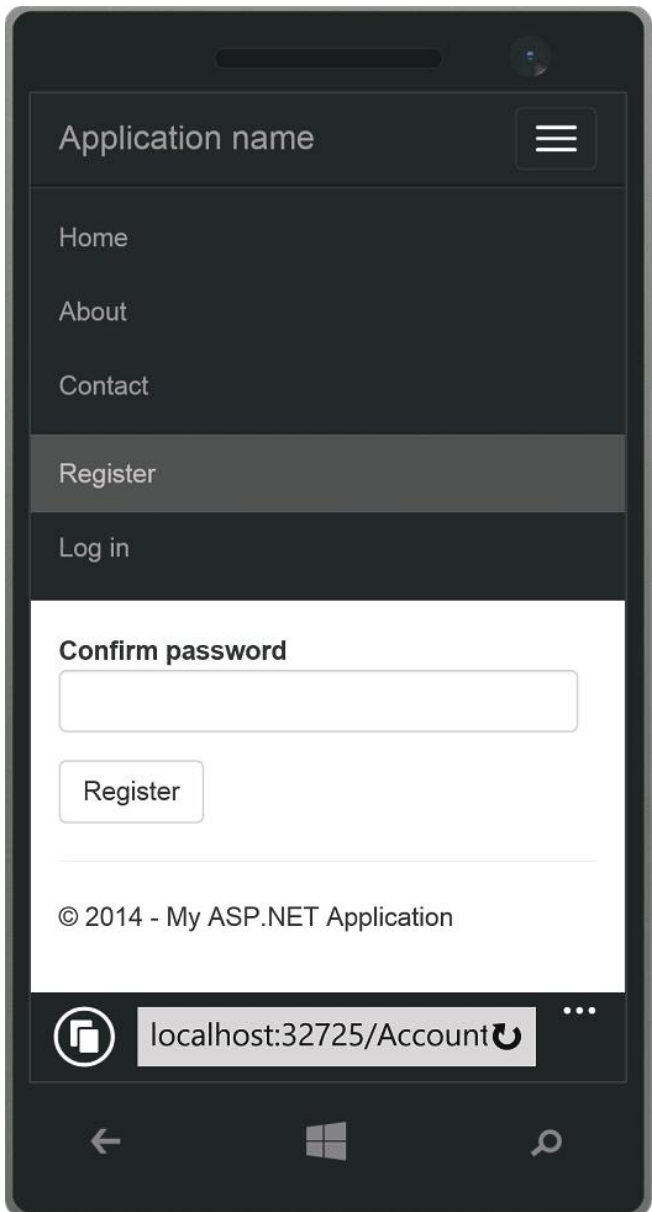 Application name
Home
About
Contact
Register
Log in
Confirm password
Register
© 2014 - My ASP.NET Application
localhost:32725/Account